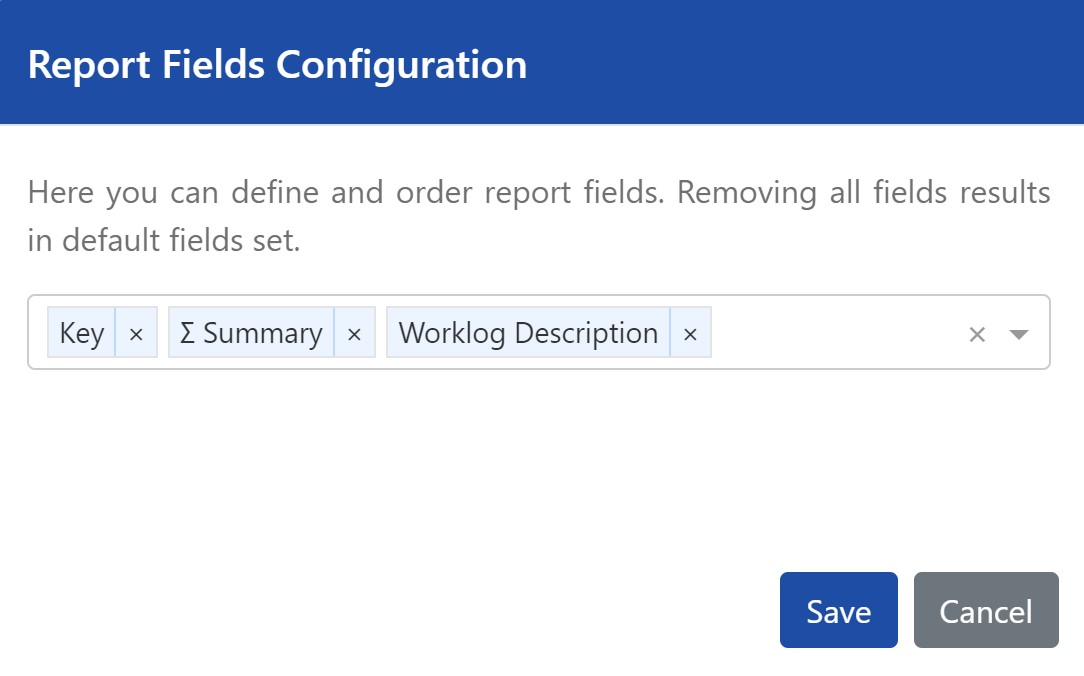 Report Fields Configuration
Here you can define and order report fields. Removing all fields results
in default fields set.
Key × Σ Summary × Worklog Description × ×
Save Cancel